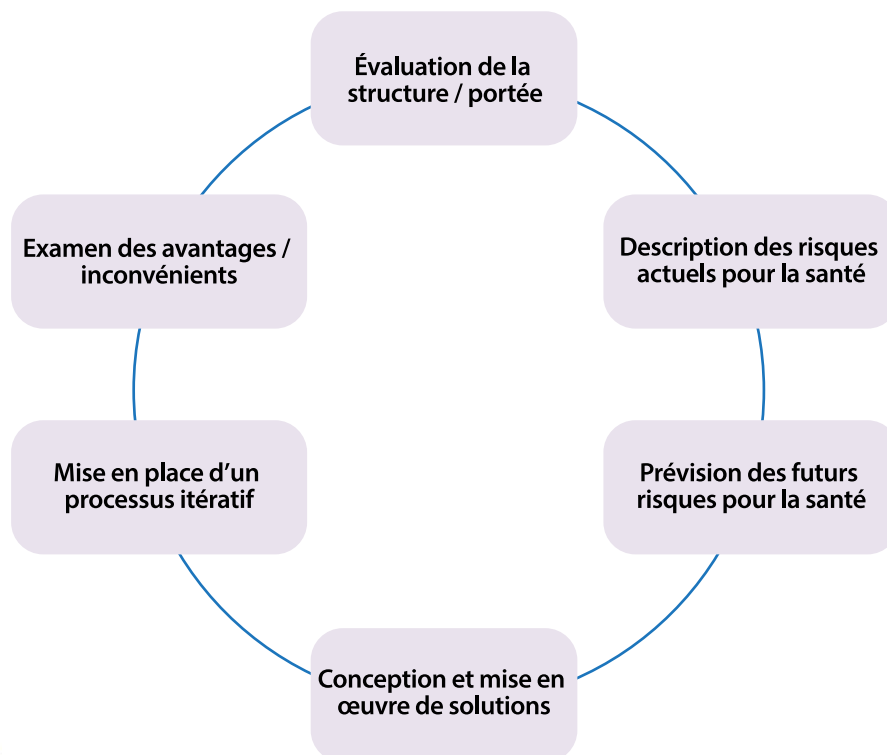 Évaluation de la
structure / portée
Description des risques
actuels pour la santé
Prévision des futurs
risques pour la santé
Conception et mise en
œuvre de solutions
Mise en place d’un
processus itératif
Examen des avantages /
inconvénients